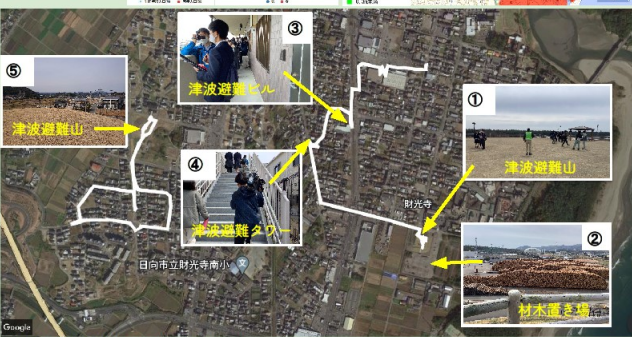 ③
津波避難ビル
⑤
津波避難山
①
津波避難山
④
津波避難タワー
財光寺
②
材木置き場
日向市立財光寺南小
文
Google